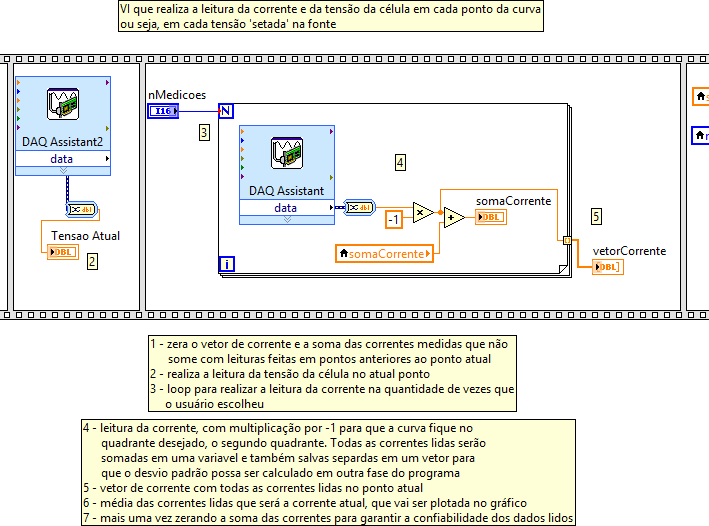 VI que realiza a leitura da corrente e da tensão da célula em cada ponto da curva
ou seja, em cada tensão 'setada' na fonte
DAQ Assistant2
data
dbl
Tensao Atual
DBL
2
nMedicoes
I16
3
N
DAQ Assistant
data
dbl
4
-1
×
+
somaCorrente
DBL
somaCorrente
i
5
vetorCorrente
DBL]
1 - zera o vetor de corrente e a soma das correntes medidas que não
some com leituras feitas em pontos anteriores ao ponto atual
2 - realiza a leitura da tensão da célula no atual ponto
3 - loop para realizar a leitura da corrente na quantidade de vezes que
o usuário escolheu
4 - leitura da corrente, com multiplicação por -1 para que a curva fique no
quadrante desejado, o segundo quadrante. Todas as correntes lidas serão
somadas em uma variavel e também salvas separdas em um vetor para
que o desvio padrão possa ser calculado em outra fase do programa
5 - vetor de corrente com todas as correntes lidas no ponto atual
6 - média das correntes lidas que será a corrente atual, que vai ser plotada no gráfico
7 - mais uma vez zerando a soma das correntes para garantir a confiabilidade dos dados lidos